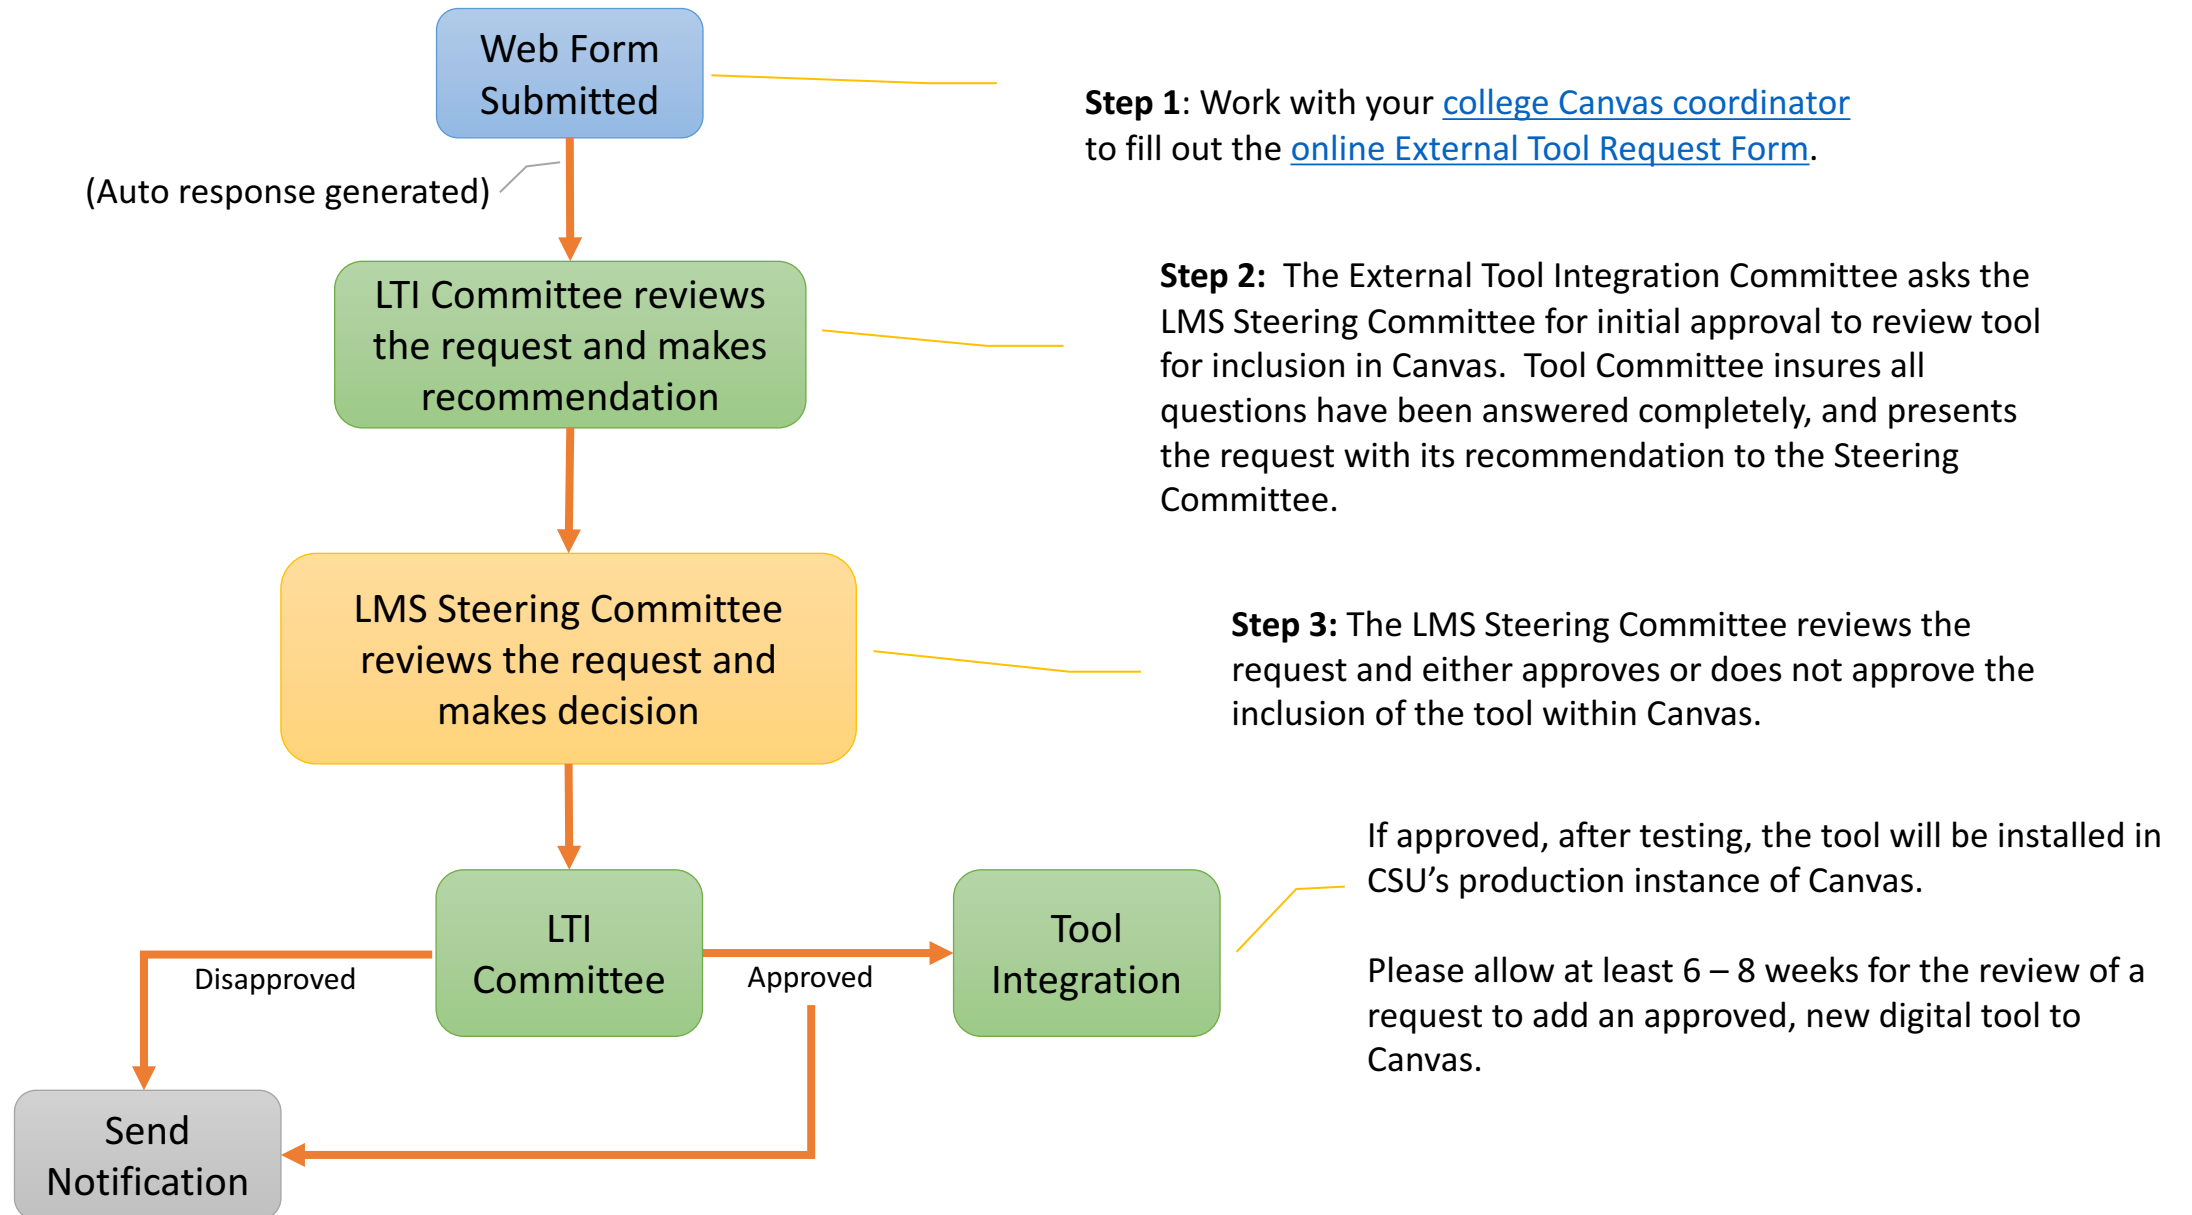 Web Form
Submitted
Step 1: Work with your college Canvas coordinator
to fill out the online External Tool Request Form.
(Auto response generated)
LTI Committee reviews
the request and makes
recommendation
Step 2:  The External Tool Integration Committee asks the
LMS Steering Committee for initial approval to review tool
for inclusion in Canvas.  Tool Committee insures all
questions have been answered completely, and presents
the request with its recommendation to the Steering
Committee.
LMS Steering Committee
reviews the request and
makes decision
Step 3: The LMS Steering Committee reviews the
request and either approves or does not approve the
inclusion of the tool within Canvas.
LTI
Committee
Disapproved
Approved
Tool
Integration
If approved, after testing, the tool will be installed in
CSU’s production instance of Canvas.
Please allow at least 6 – 8 weeks for the review of a
request to add an approved, new digital tool to
Canvas.
Send
Notification